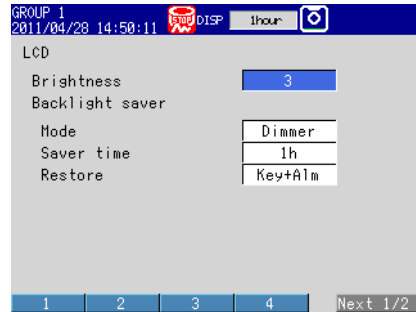 GROUP 1
2011/04/28 14:50:11 STOP DISP 1hour
LCD
Brightness 3
Backlight saver
Mode Dimmer
Saver time 1h
Restore Key+Alm
1 2 3 4 Next 1/2